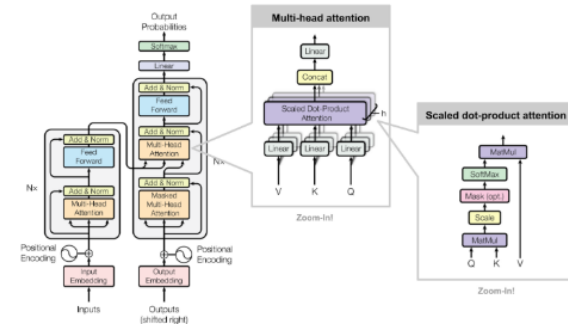 Output
Probabilities
Softmax
Linear
Add & Norm
Feed
Forward
Add & Norm
Multi-Head
Attention
Add & Norm
Masked
Multi-Head
Attention
Nx
Positional
Encoding
Output
Embedding
Outputs
(shifted right)
Add & Norm
Feed
Forward
Nx
Add & Norm
Multi-Head
Attention
Positional
Encoding
Input
Embedding
Inputs
Multi-head attention
Linear
Concat
Scaled Dot-Product
Attention
h
Linear
Linear
Linear
V
K
Q
Zoom-In!
Scaled dot-product attention
MatMul
SoftMax
Mask (opt.)
Scale
MatMul
Q
K
V
Zoom-In!